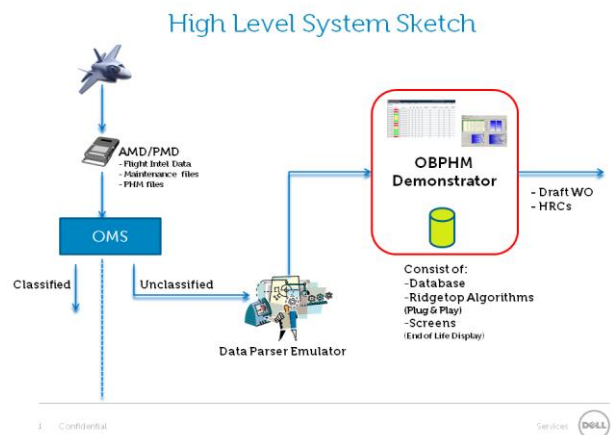 High Level System Sketch
AMD/PMD
- Flight Intel Data
- Maintenance files
- PHM files
OMS
Classified
Unclassified
Data Parser Emulator
OBPHM
Demonstrator
- Draft WO
- HRCs
Consist of:
-Database
-Ridgetop Algorithms
(Plug & Play)
-Screens
(End of Life Display)
Confidential
Services
DELL